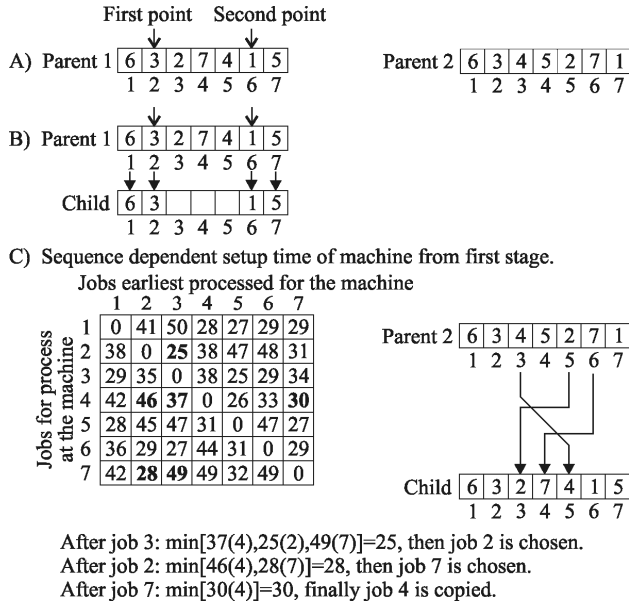 First point Second point
A) Parent 1 6 3 2 7 4 1 5
1 2 3 4 5 6 7
Parent 2 6 3 4 5 2 7 1
1 2 3 4 5 6 7
B) Parent 1 6 3 2 7 4 1 5
1 2 3 4 5 6 7
Child 6 3 1 5
1 2 3 4 5 6 7
C) Sequence dependent setup time of machine from first stage.
Jobs earliest processed for the machine
Jobs for process
at the machine
1 2 3 4 5 6 7
1 0 41 50 28 27 29 29
2 38 0 25 38 47 48 31
3 29 35 0 38 25 29 34
4 42 46 37 0 26 33 30
5 28 45 47 31 0 47 27
6 36 29 27 44 31 0 29
7 42 28 49 49 32 49 0
Parent 2 6 3 4 5 2 7 1
1 2 3 4 5 6 7
Child 6 3 2 7 4 1 5
1 2 3 4 5 6 7
After job 3: min[37(4),25(2),49(7)]=25, then job 2 is chosen.
After job 2: min[46(4),28(7)]=28, then job 7 is chosen.
After job 7: min[30(4)]=30, finally job 4 is copied.